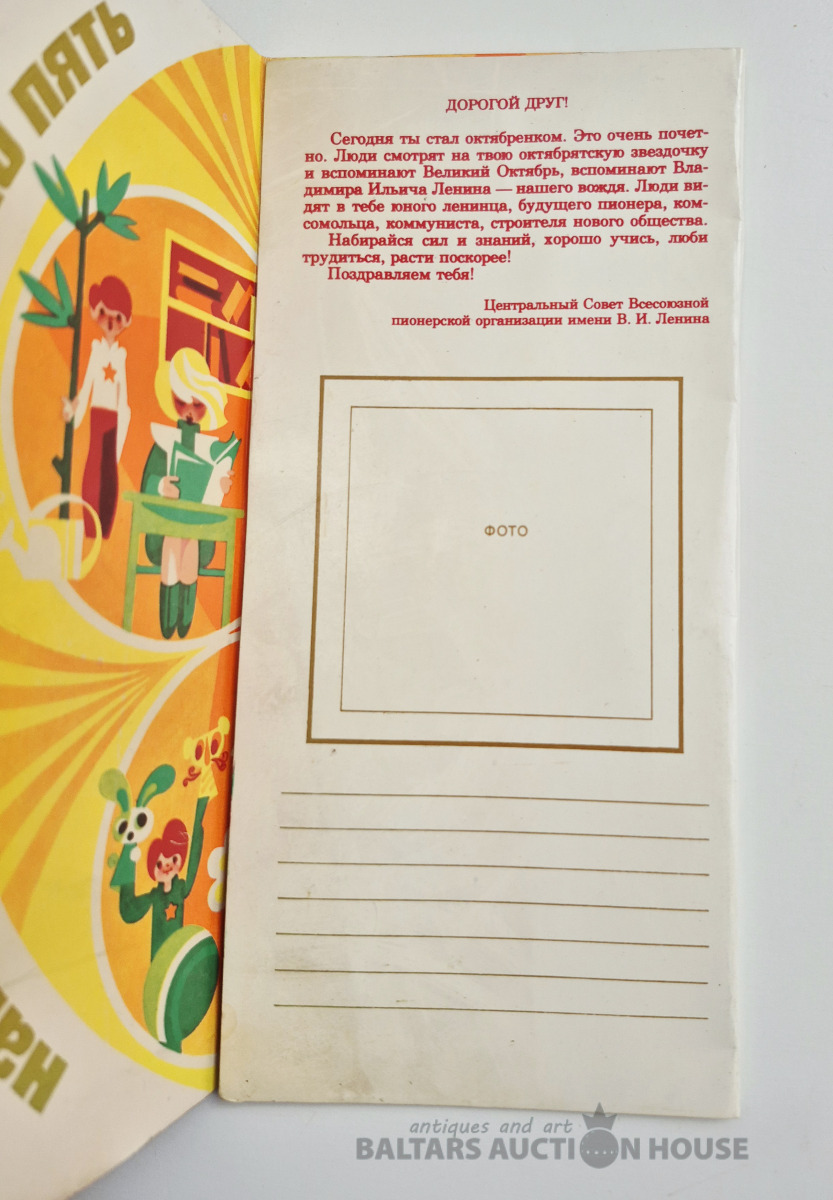 ПЯТЬ
ДОРОГОЙ ДРУГ!
Сегодня ты стал октябренком. Это очень почет-
но. Люди смотрят на твою октябрятскую звездочку
и вспоминают Великий Октябрь, вспоминают Вла-
димира Ильича Ленина — нашего вождя. Люди ви-
дят в тебе юного ленинца, будущего пионера, ком-
сомольца, коммуниста, строителя нового общества.
Набирайся сил и знаний, хорошо учись, люби
трудиться, расти поскорее!
Поздравляем тебя!
Центральный Совет Всесоюзной
пионерской организации имени В. И. Ленина
ФОТО
antiques and art
BALTARS AUCTION HOUSE